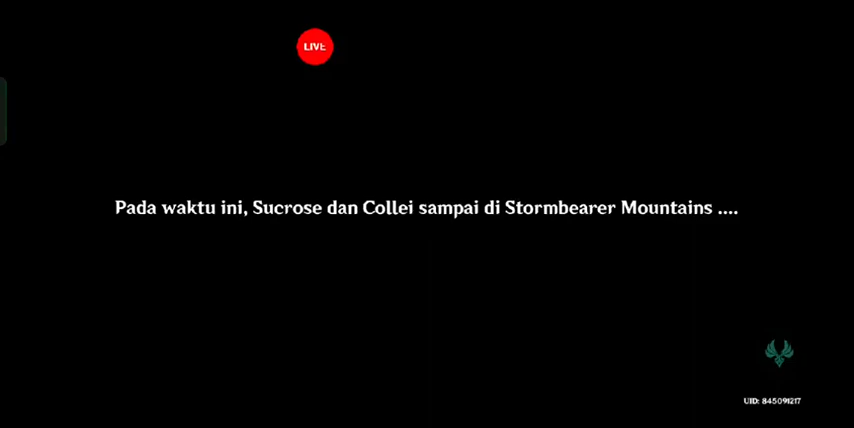 LIVE
Pada waktu ini, Sucrose dan Collei sampai di Stormbearer Mountains ....
UID: 845091217